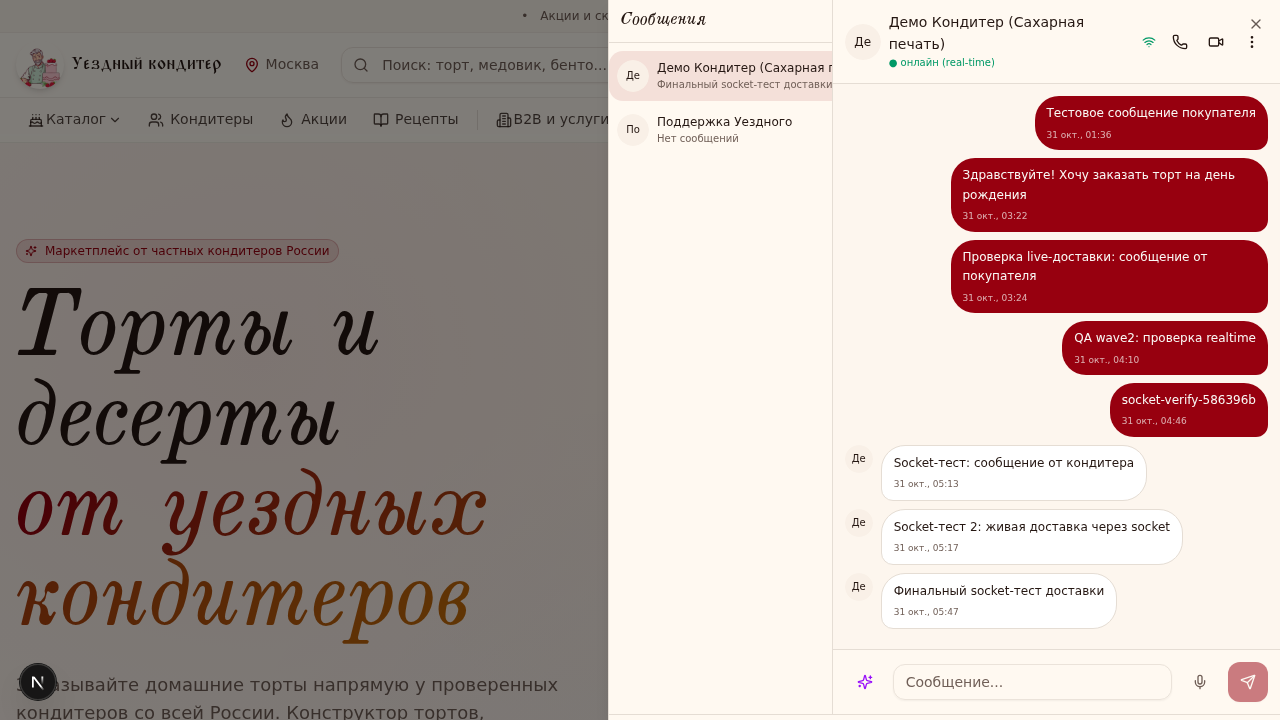 • Акции и ск
Уездный кондитер
Москва
Поиск: торт, медовик, бенто...
Каталог
Кондитеры
Акции
Рецепты
B2B и услуги
Маркетплейс от частных кондитеров России
Торты и
десерты
от уездных
кондитеров
зывайте домашние торты напрямую у проверенных
кондитеров со всей России. Конструктор тортов,
N
Сообщения
Де
Демо Кондитер (Сахарная п
Финальный socket-тест доставки
По
Поддержка Уездного
Нет сообщений
Де
Демо Кондитер (Сахарная
печать)
● онлайн (real-time)
Тестовое сообщение покупателя
31 окт., 01:36
Здравствуйте! Хочу заказать торт на день
рождения
31 окт., 03:22
Проверка live-доставки: сообщение от
покупателя
31 окт., 03:24
QA wave2: проверка realtime
31 окт., 04:10
socket-verify-586396b
31 окт., 04:46
Де
Socket-тест: сообщение от кондитера
31 окт., 05:13
Де
Socket-тест 2: живая доставка через socket
31 окт., 05:17
Де
Финальный socket-тест доставки
31 окт., 05:47
Сообщение...